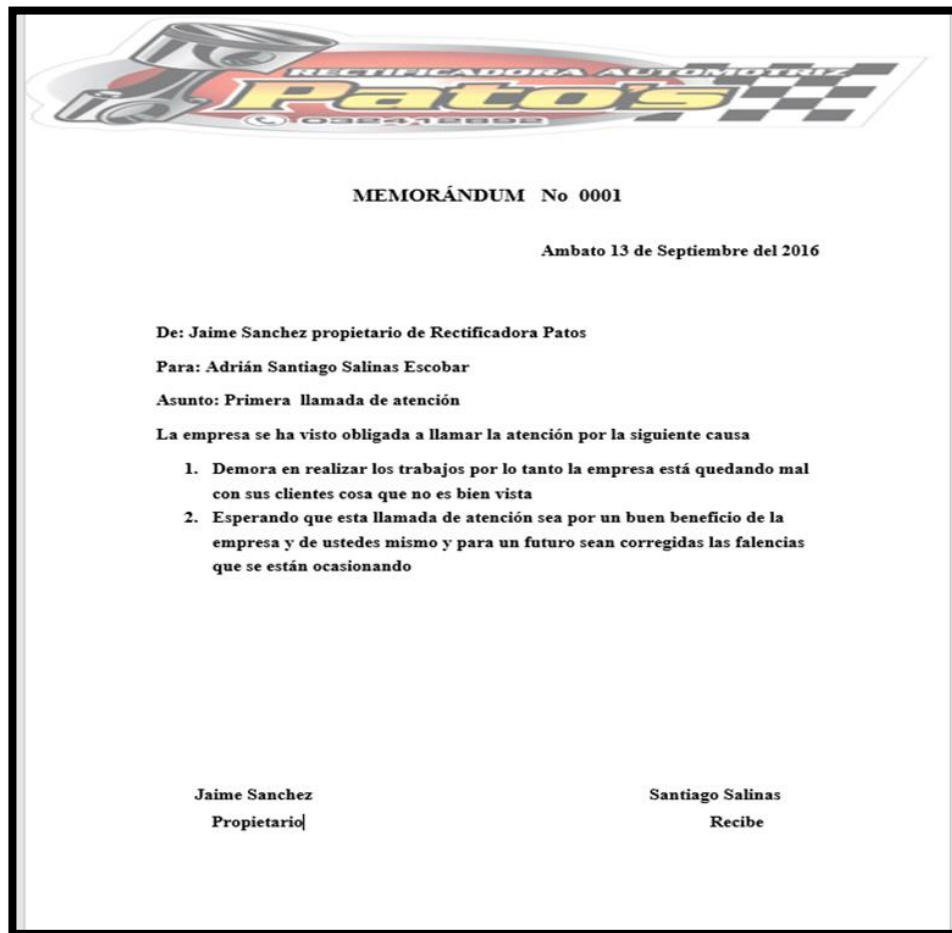 RECTIFICADORA AUTOMOTRIZ
Pato's
032412892
MEMORÁNDUM No 0001
Ambato 13 de Septiembre del 2016
De: Jaime Sanchez propietario de Rectificadora Patos
Para: Adrián Santiago Salinas Escobar
Asunto: Primera llamada de atención
La empresa se ha visto obligada a llamar la atención por la siguiente causa
1. Demora en realizar los trabajos por lo tanto la empresa está quedando mal
con sus clientes cosa que no es bien vista
2. Esperando que esta llamada de atención sea por un buen beneficio de la
empresa y de ustedes mismo y para un futuro sean corregidas las falencias
que se están ocasionando
Jaime Sanchez Santiago Salinas
Propietario Recibe